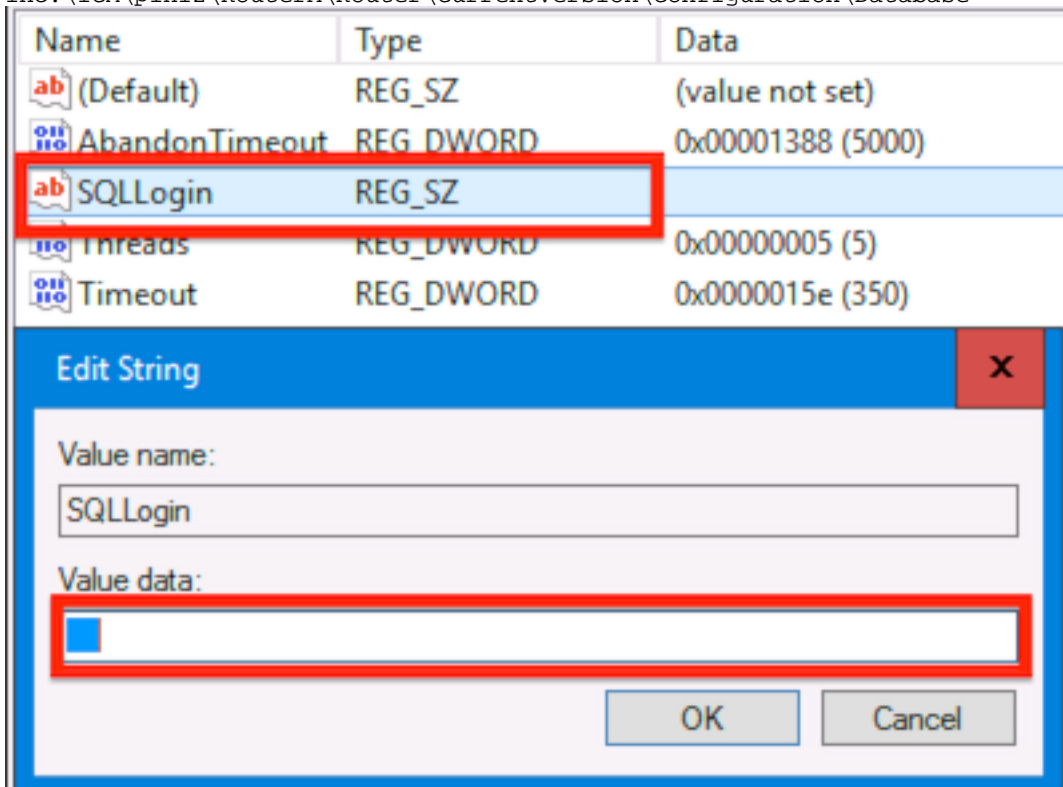 Name Type Data
(Default) REG_SZ (value not set)
AbandonTimeout REG_DWORD 0x00001388 (5000)
SQLLogin REG_SZ
Threads REG_DWORD 0x00000005 (5)
Timeout REG_DWORD 0x0000015e (350)
Edit String
x
Value name:
SQLLogin
Value data:
OK Cancel